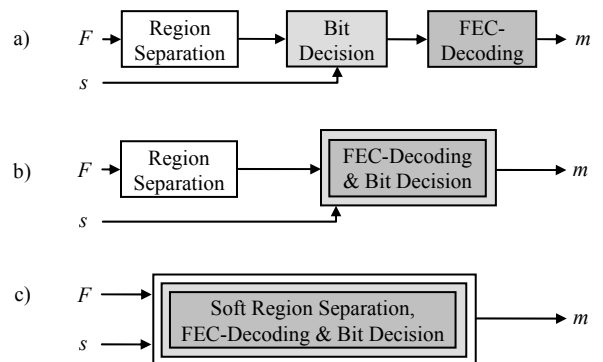 a)
F
Region
Separation
Bit
Decision
FEC-
Decoding
m
s
b)
F
Region
Separation
FEC-Decoding
& Bit Decision
m
s
c)
F
Soft Region Separation,
FEC-Decoding & Bit Decision
m
s